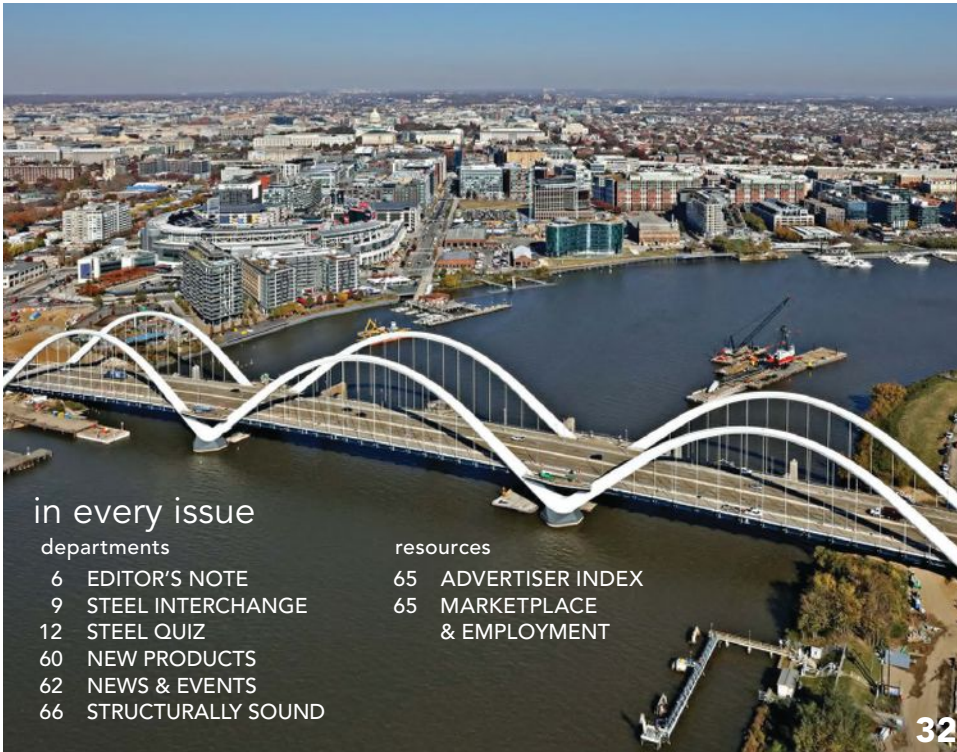 in every issue
departments
6 EDITOR'S NOTE
9 STEEL INTERCHANGE
12 STEEL QUIZ
60 NEW PRODUCTS
62 NEWS & EVENTS
66 STRUCTURALLY SOUND
resources
65 ADVERTISER INDEX
65 MARKETPLACE
& EMPLOYMENT
32